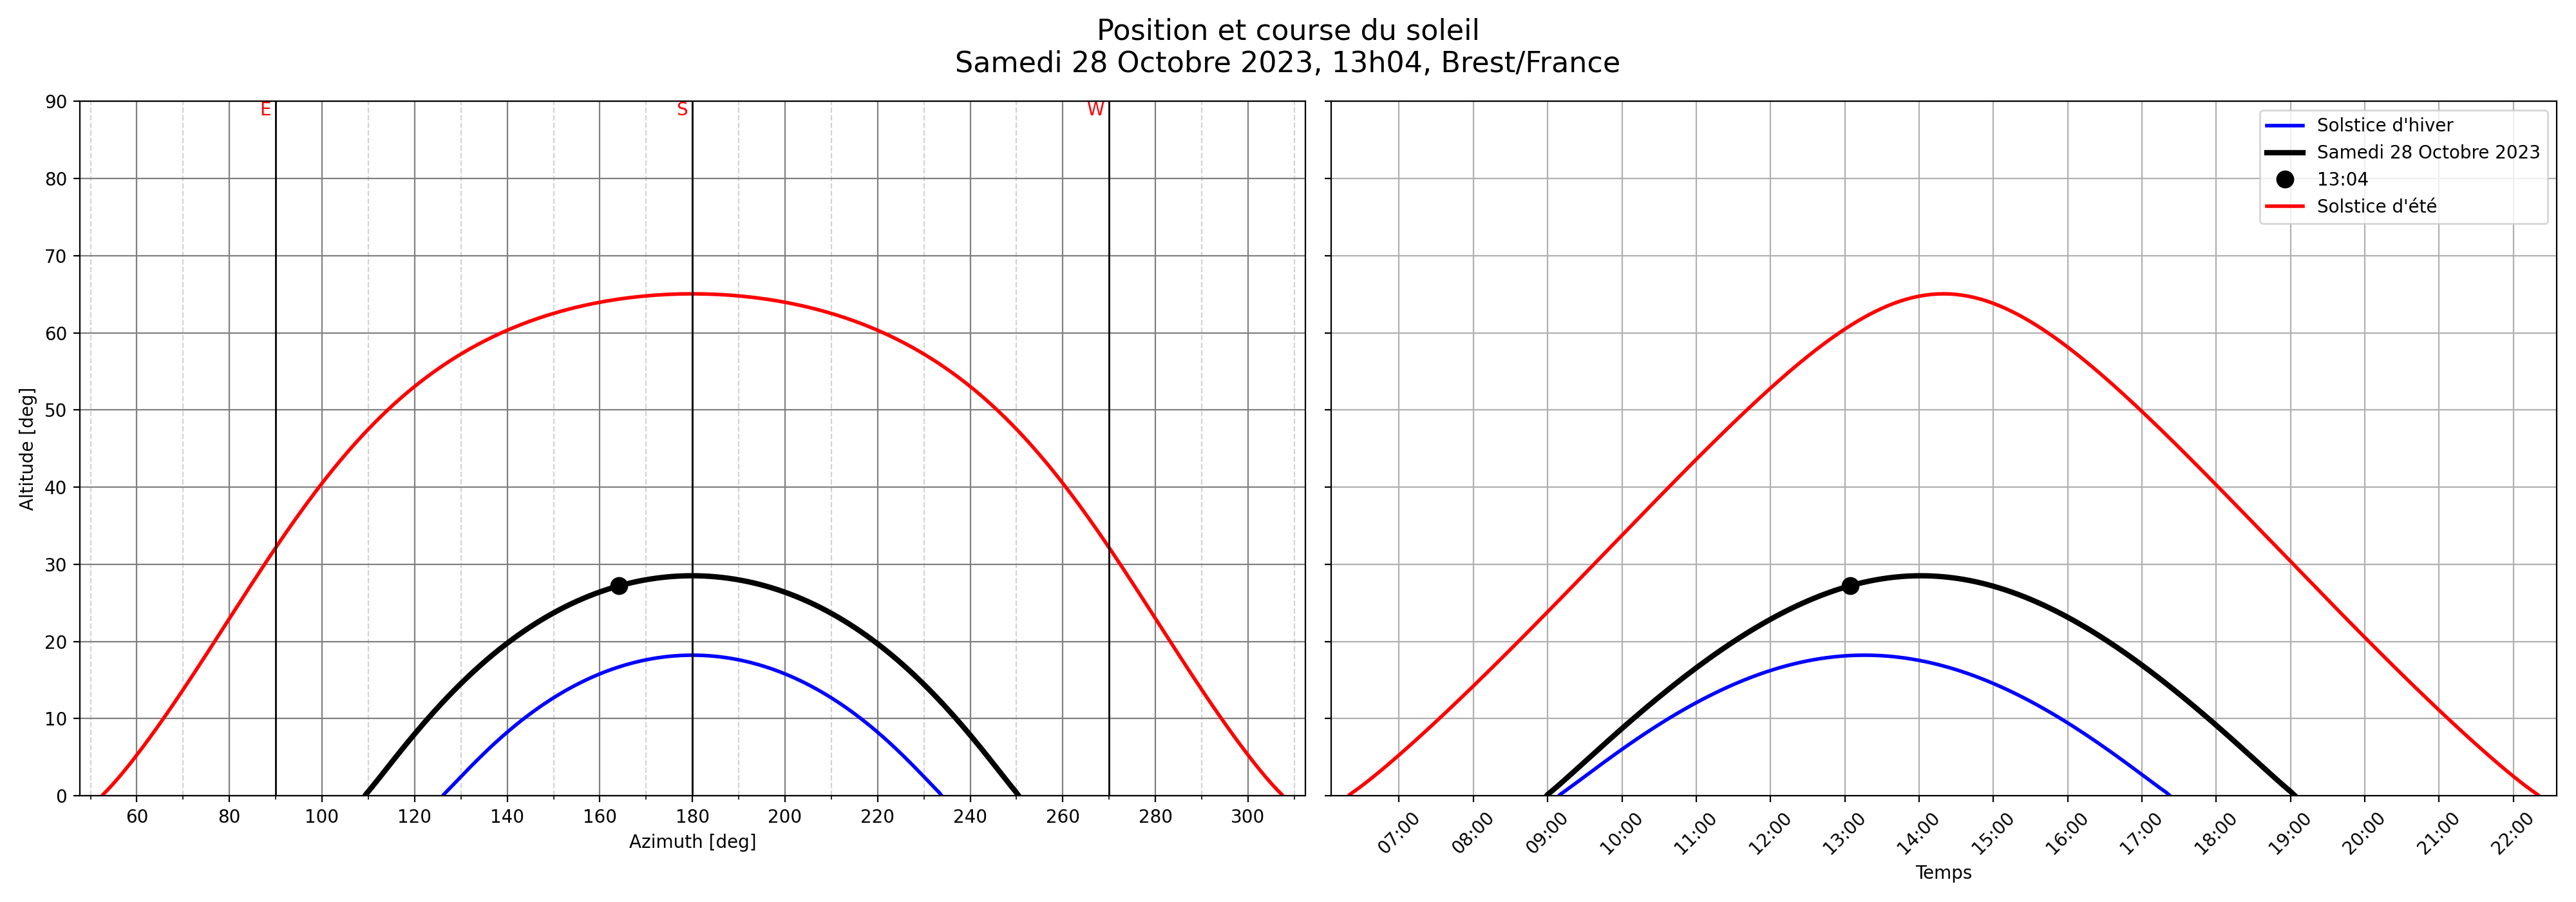 Position et course du soleil
Samedi 28 Octobre 2023, 13h04, Brest/France
E
S
W
90
80
70
60
50
40
30
20
10
0
Altitude [deg]
60 80 100 120 140 160 180 200 220 240 260 280 300
Azimuth [deg]
Solstice d'hiver
Samedi 28 Octobre 2023
13:04
Solstice d'été
07:00 08:00 09:00 10:00 11:00 12:00 13:00 14:00 15:00 16:00 17:00 18:00 19:00 20:00 21:00 22:00
Temps